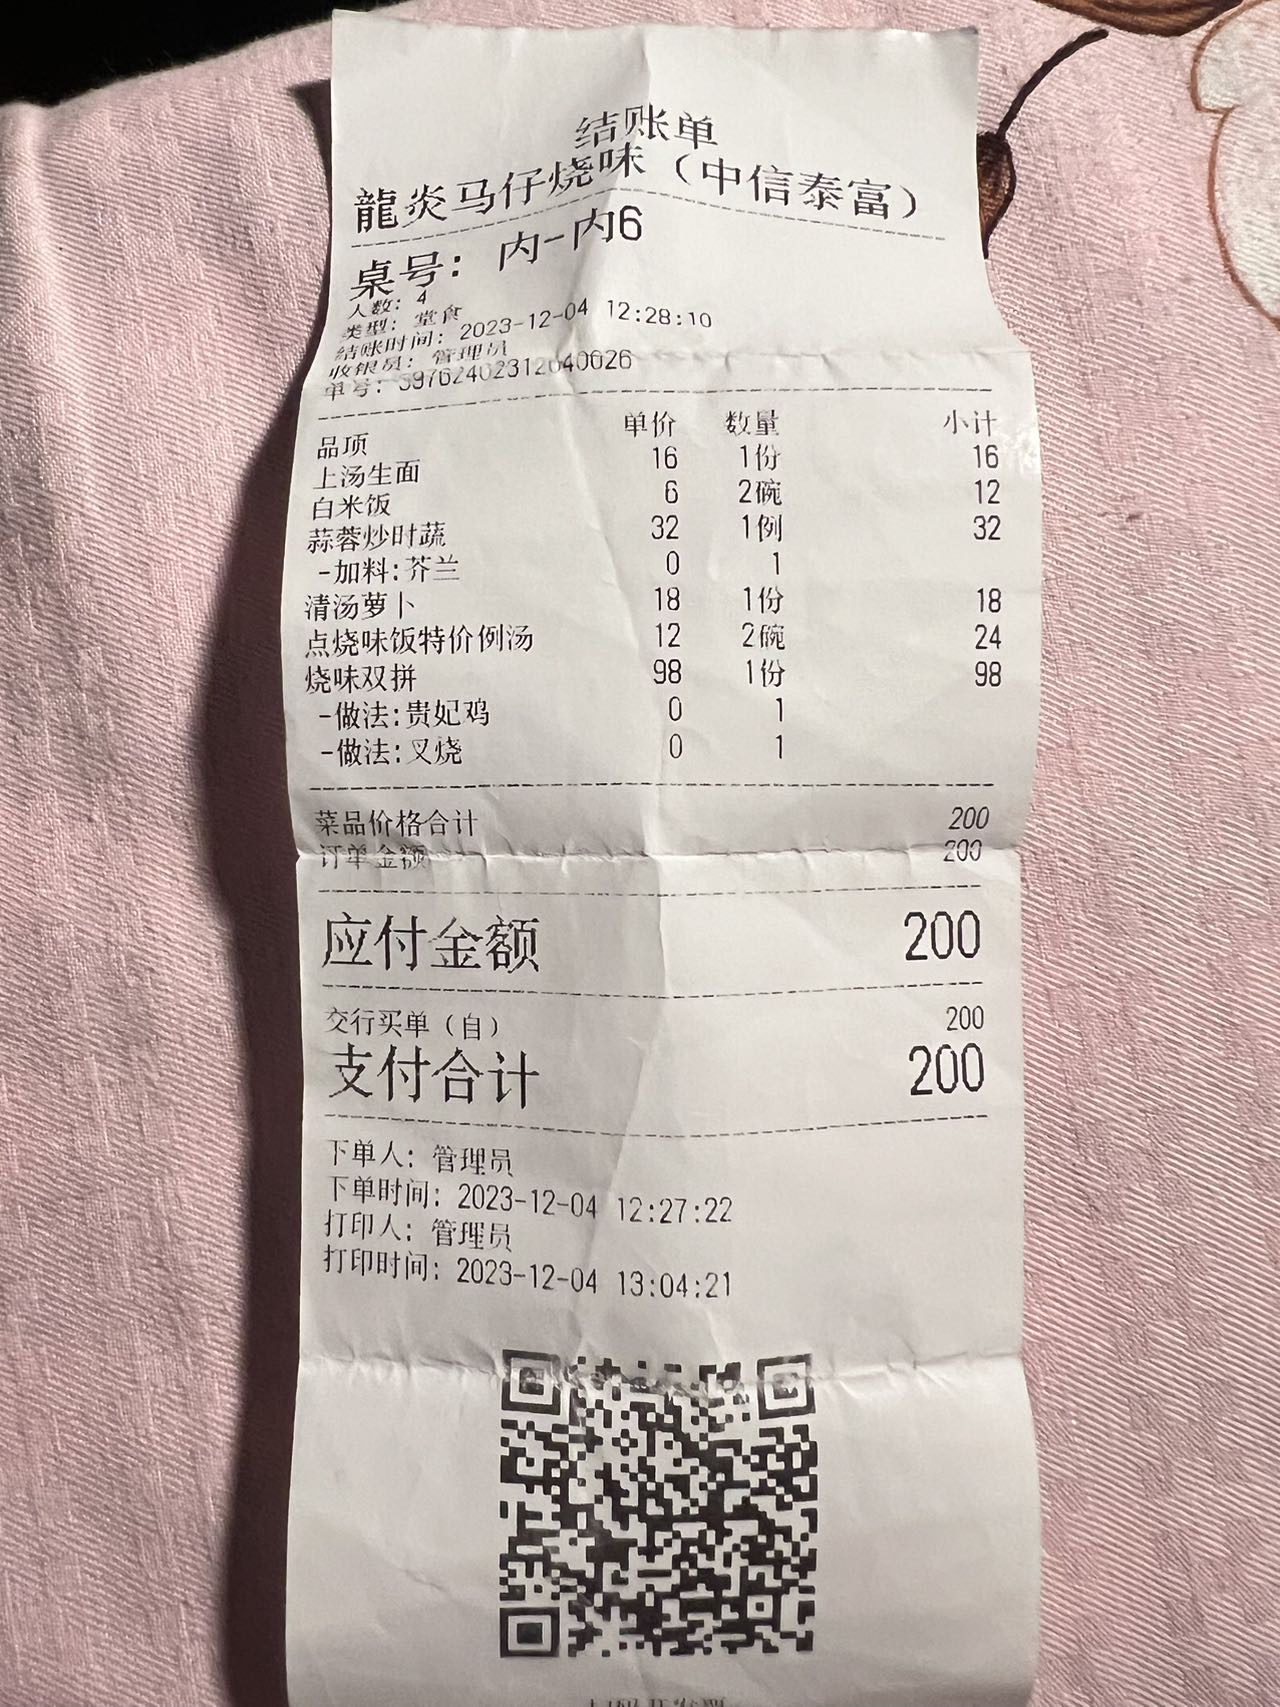 结账单
龍炎马仔烧味（中信泰富）
桌号： 内-内6
人数： 4
类型： 堂食
结账时间： 2023-12-04 12:28:10
收银员： 管理员
单号： 59762402312040026
品项 单价 数量 小计
上汤生面 16 1份 16
白米饭 6 2碗 12
蒜蓉炒时蔬 32 1例 32
-加料：芥兰 0 1
清汤萝卜 18 1份 18
点烧味饭特价例汤 12 2碗 24
烧味双拼 98 1份 98
-做法：贵妃鸡 0 1
-做法：叉烧 0 1
菜品价格合计 200
订单金额 200
应付金额 200
交行买单（自） 200
支付合计 200
下单人： 管理员
下单时间： 2023-12-04 12:27:22
打印人： 管理员
打印时间： 2023-12-04 13:04:21